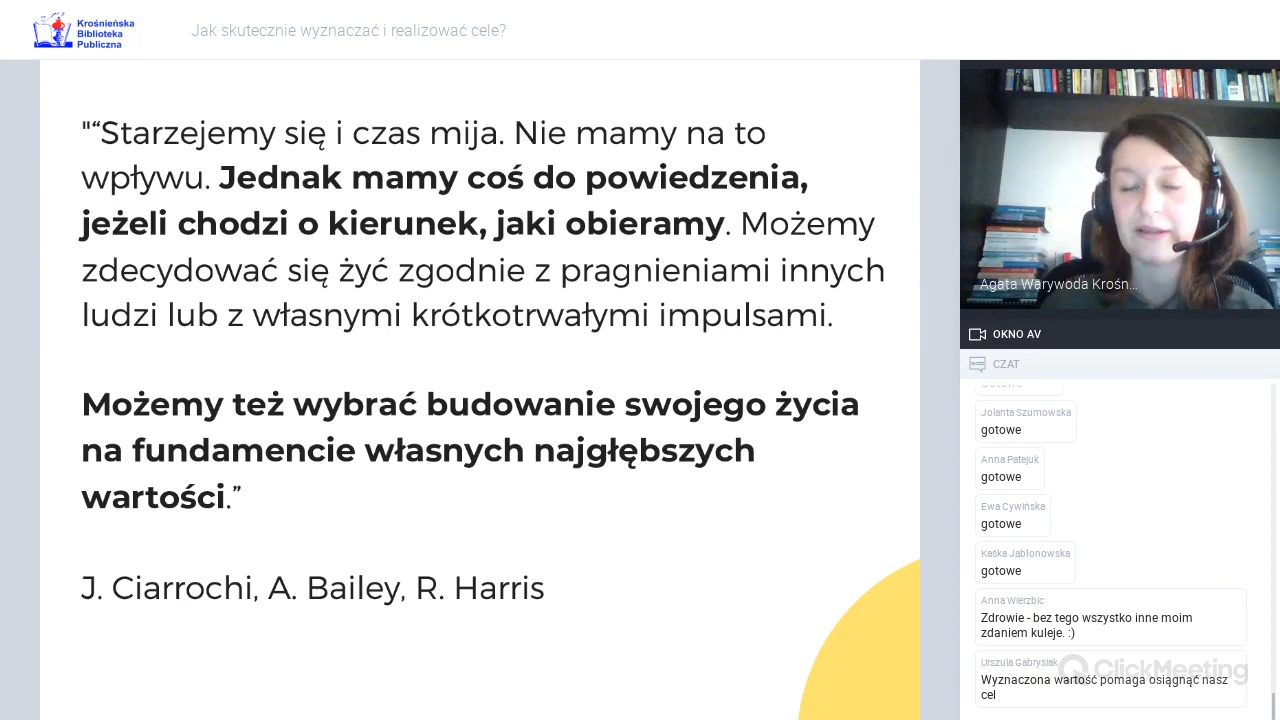 Krośnieńska
Biblioteka
Publiczna
Jak skutecznie wyznaczać i realizować cele?
"“Starzejemy się i czas mija. Nie mamy na to
wpływu. Jednak mamy coś do powiedzenia,
jeżeli chodzi o kierunek, jaki obieramy. Możemy
zdecydować się żyć zgodnie z pragnieniami innych
ludzi lub z własnymi krótkotrwałymi impulsami.
Możemy też wybrać budowanie swojego życia
na fundamencie własnych najgłębszych
wartości.”
J. Ciarrochi, A. Bailey, R. Harris
Agata Warywoda Krośn...
OKNO AV
CZAT
Jolanta Szumowska
gotowe
Anna Patejuk
gotowe
Ewa Cywińska
gotowe
Kaśka Jabłonowska
gotowe
Anna Wierzbic
Zdrowie - bez tego wszystko inne moim
zdaniem kuleje. :)
Urszula Gabrysiak
ClickMeeting
Wyznaczona wartość pomaga osiągnąć nasz
cel